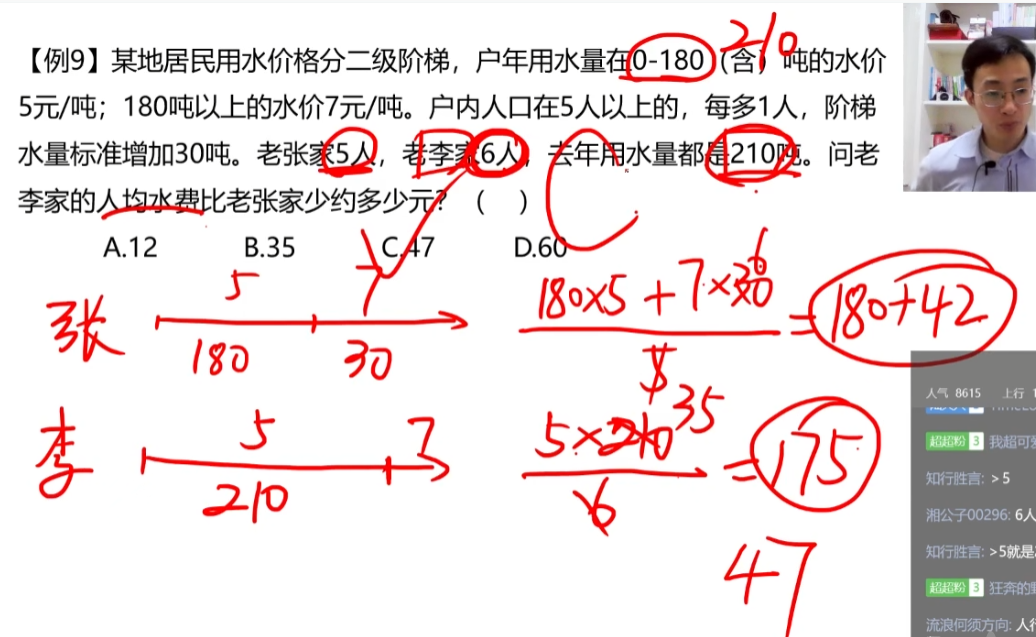 210
【例9】某地居民用水价格分二级阶梯，户年用水量在0-180（含）吨的水价
5元/吨；180吨以上的水价7元/吨。户内人口在5人以上的，每多1人，阶梯
水量标准增加30吨。老张家5人，老李家6人，去年用水量都是210吨。问老
李家的人均水费比老张家少约多少元？（ ）
A.12 B.35 C.47 D.60
张 5 7
180 30
180×5+7×30 6
5
=180+42
李 5 7
210
5×210 35
6
=175
47
人气 8615 上行 1
超超粉 3 我超可爱
知行胜言: >5
湘公子00296: 6人
知行胜言: >5就是
超超粉 3 狂奔的
流浪何须方向: 人